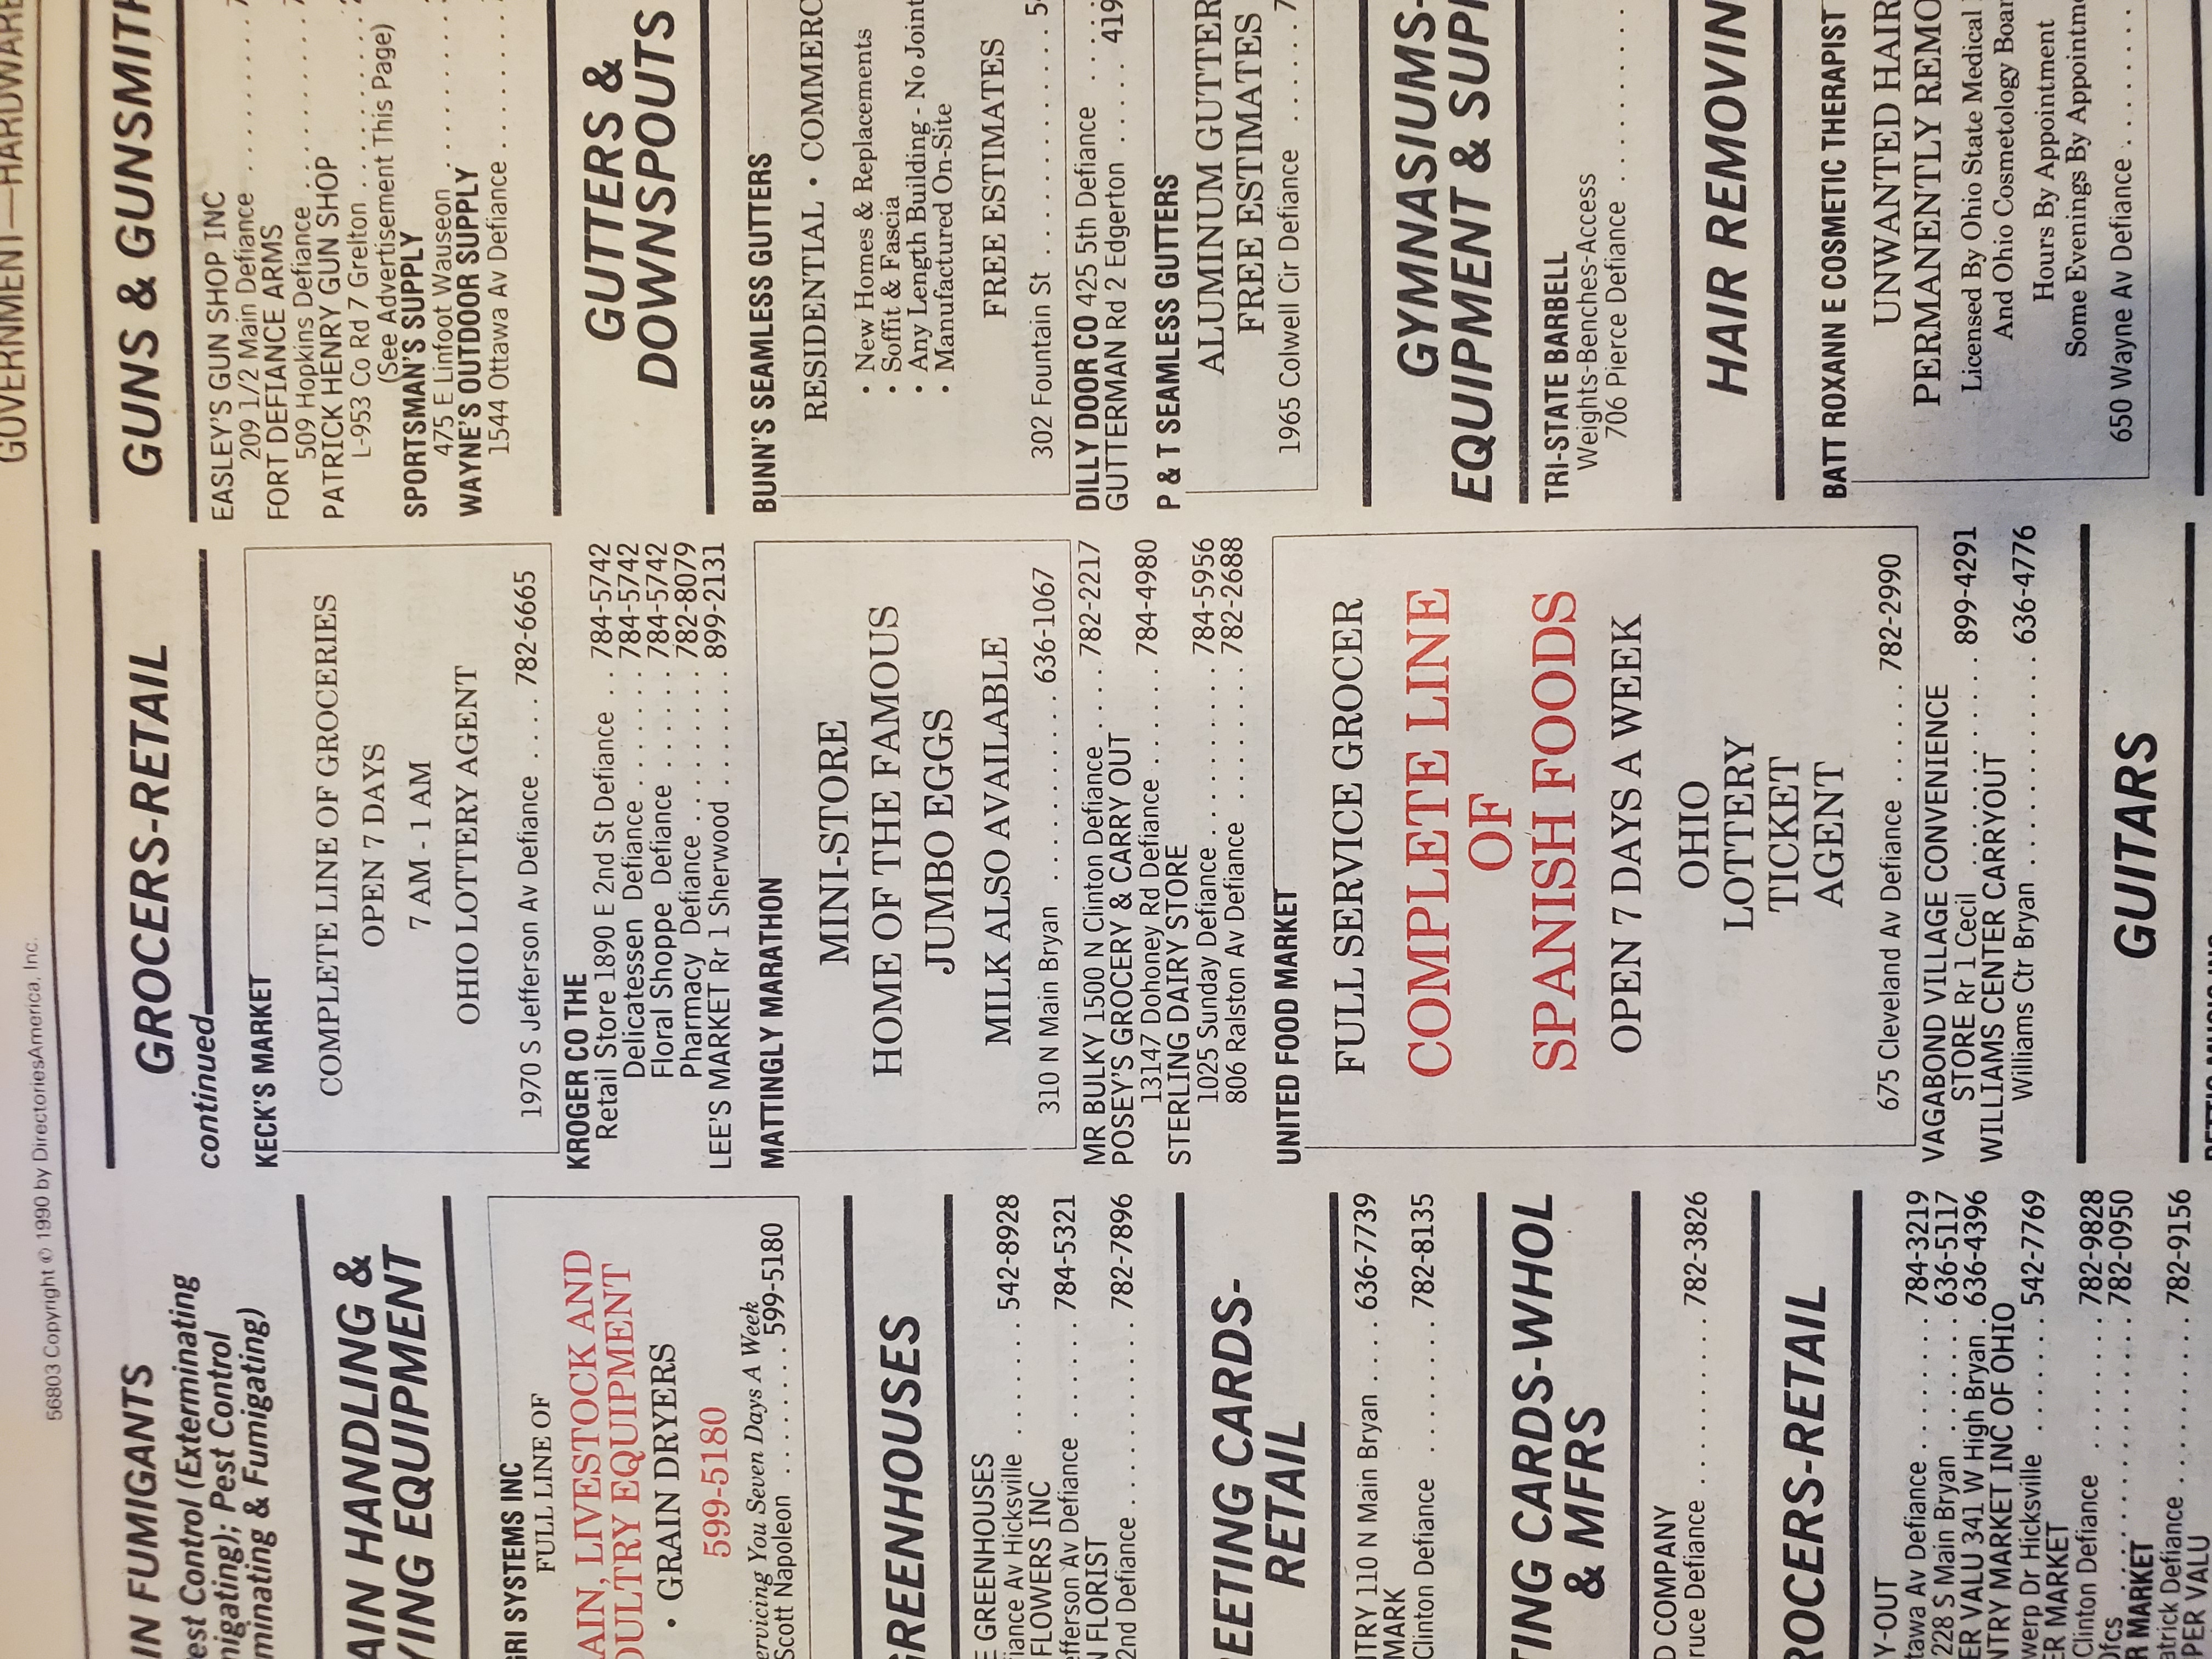 56803 Copyright © 1990 by DirectoriesAmerica, Inc.
GOVERNMENT—HARDWARE
IN FUMIGANTS
est Control (Exterminating
migating); Pest Control
minating & Fumigating)
AIN HANDLING &
YING EQUIPMENT
GRI SYSTEMS INC
FULL LINE OF
AIN, LIVESTOCK AND
OULTRY EQUIPMENT
• GRAIN DRYERS
599-5180
ervicing You Seven Days A Week
Scott Napoleon ........ 599-5180
GREENHOUSES
E GREENHOUSES
iance Av Hicksville ...... 542-8928
FLOWERS INC
efferson Av Defiance ..... 784-5321
N FLORIST
2nd Defiance ............ 782-7896
EETING CARDS-
RETAIL
NTRY 110 N Main Bryan .... 636-7739
MARK
Clinton Defiance ........ 782-8135
TING CARDS-WHOL
& MFRS
D COMPANY
ruce Defiance .......... 782-3826
ROCERS-RETAIL
Y-OUT
tawa Av Defiance ........ 784-3219
228 S Main Bryan ...... 636-5117
ER VALU 341 W High Bryan . 636-4396
NTRY MARKET INC OF OHIO
werp Dr Hicksville ...... 542-7769
ER MARKET
Clinton Defiance ........ 782-9828
Ofcs ................ 782-0950
R MARKET
atrick Defiance ......... 782-9156
PER VALU
GROCERS-RETAIL
continued
KECK'S MARKET
COMPLETE LINE OF GROCERIES
OPEN 7 DAYS
7 AM - 1 AM
OHIO LOTTERY AGENT
1970 S Jefferson Av Defiance .... 782-6665
KROGER CO THE
Retail Store 1890 E 2nd St Defiance ... 784-5742
Delicatessen Defiance ........ 784-5742
Floral Shoppe Defiance ....... 784-5742
Pharmacy Defiance .......... 782-8079
LEE'S MARKET Rr 1 Sherwood ....... 899-2131
MATTINGLY MARATHON
MINI-STORE
HOME OF THE FAMOUS
JUMBO EGGS
MILK ALSO AVAILABLE
310 N Main Bryan ............ 636-1067
MR BULKY 1500 N Clinton Defiance .... 782-2217
POSEY'S GROCERY & CARRY OUT
13147 Dohoney Rd Defiance ...... 784-4980
STERLING DAIRY STORE
1025 Sunday Defiance .......... 784-5956
806 Ralston Av Defiance ........ 782-2688
UNITED FOOD MARKET
FULL SERVICE GROCER
COMPLETE LINE
OF
SPANISH FOODS
OPEN 7 DAYS A WEEK
OHIO
LOTTERY
TICKET
AGENT
675 Cleveland Av Defiance ....... 782-2990
VAGABOND VILLAGE CONVENIENCE
STORE Rr 1 Cecil ........... 899-4291
WILLIAMS CENTER CARRYOUT
Williams Ctr Bryan ........... 636-4776
GUITARS
GUNS & GUNSMITH
EASLEY'S GUN SHOP INC
209 1/2 Main Defiance
FORT DEFIANCE ARMS
509 Hopkins Defiance
PATRICK HENRY GUN SHOP
L-953 Co Rd 7 Grelton
(See Advertisement This Page)
SPORTSMAN'S SUPPLY
475 E Linfoot Wauseon
WAYNE'S OUTDOOR SUPPLY
1544 Ottawa Av Defiance
GUTTERS &
DOWNSPOUTS
BUNN'S SEAMLESS GUTTERS
RESIDENTIAL • COMMERC
• New Homes & Replacements
• Soffit & Fascia
• Any Length Building - No Joint
• Manufactured On-Site
FREE ESTIMATES
302 Fountain St
DILLY DOOR CO 425 5th Defiance
GUTTERMAN Rd 2 Edgerton .... 419
P & T SEAMLESS GUTTERS
ALUMINUM GUTTER
FREE ESTIMATES
1965 Colwell Cir Defiance ...... 7
GYMNASIUMS-
EQUIPMENT & SUPP
TRI-STATE BARBELL
Weights-Benches-Access
706 Pierce Defiance
HAIR REMOVIN
BATT ROXANN E COSMETIC THERAPIST
UNWANTED HAIR
PERMANENTLY REMO
Licensed By Ohio State Medical
And Ohio Cosmetology Boar
Hours By Appointment
Some Evenings By Appointme
650 Wayne Av Defiance